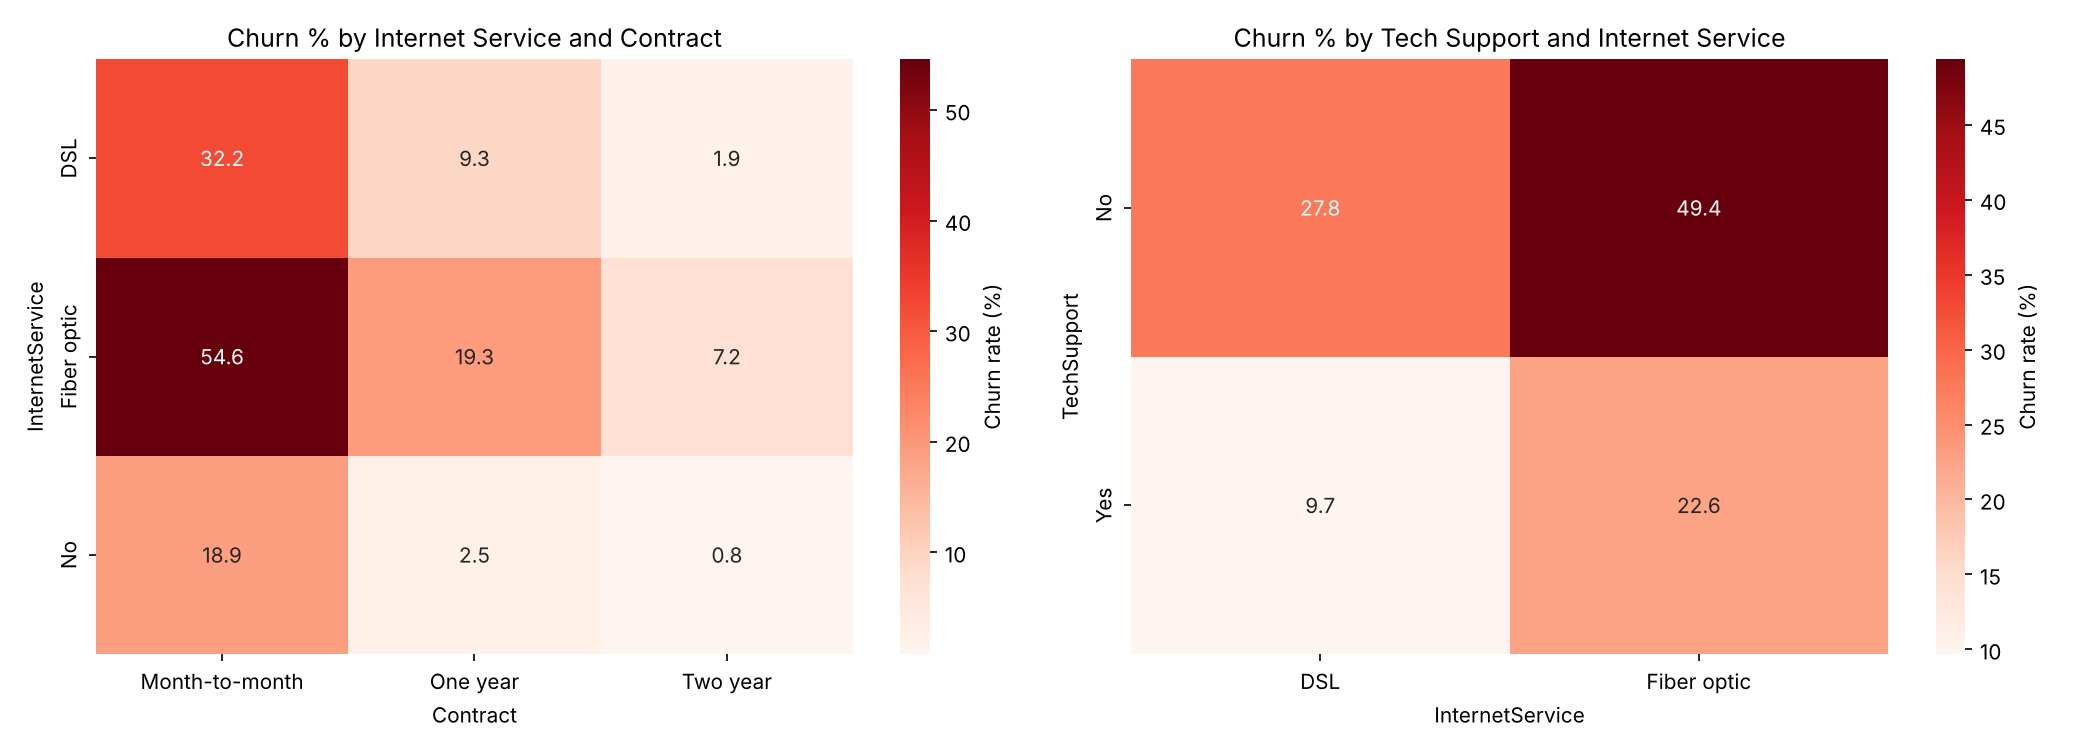 Churn % by Internet Service and Contract
InternetService
DSL
Fiber optic
No
32.2
9.3
1.9
54.6
19.3
7.2
18.9
2.5
0.8
Month-to-month
One year
Two year
Contract
50
40
30
20
10
Churn rate (%)
Churn % by Tech Support and Internet Service
TechSupport
No
Yes
27.8
49.4
9.7
22.6
DSL
Fiber optic
InternetService
45
40
35
30
25
20
15
10
Churn rate (%)